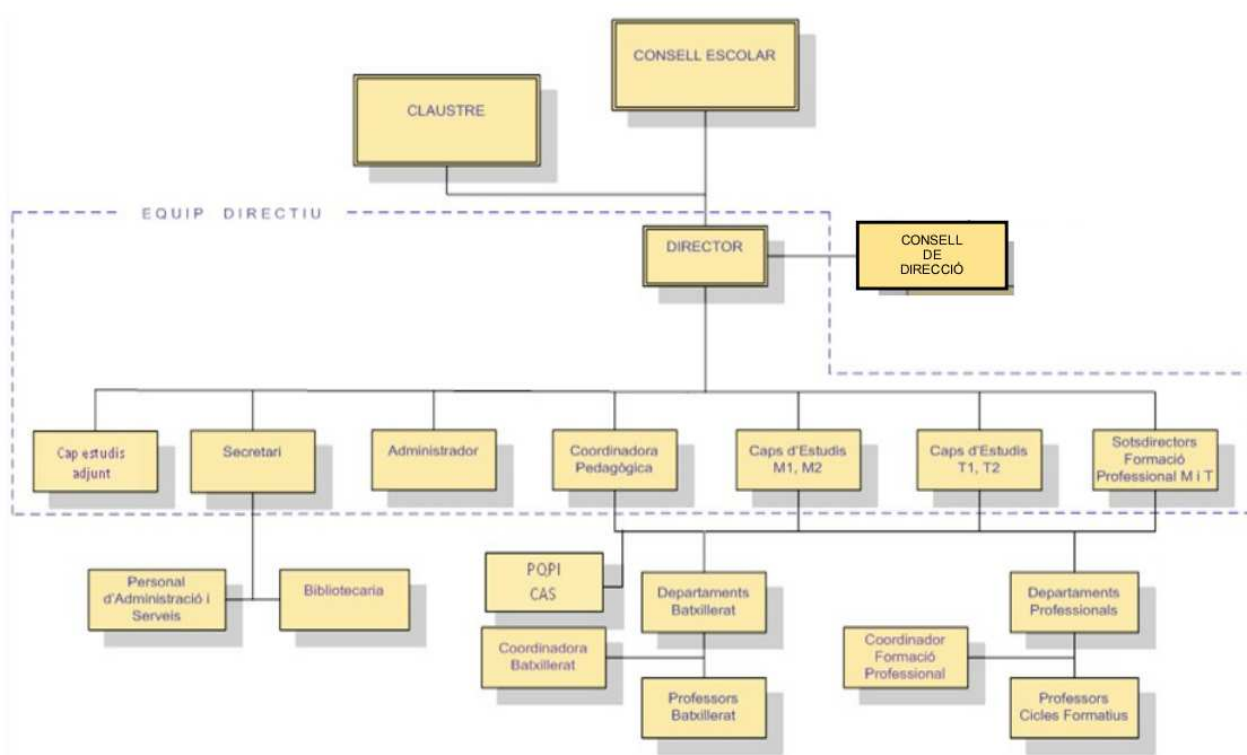 CONSELL ESCOLAR
CLAUSTRE
EQUIP DIRECTIU
DIRECTOR
CONSELL
DE
DIRECCIÓ
Cap estudis
adjunt
Secretari
Administrador
Coordinadora
Pedagògica
Caps d'Estudis
M1, M2
Caps d'Estudis
T1, T2
Sotsdirectors
Formació
Professional M i T
Personal
d'Administració i
Serveis
Bibliotecaria
PQPI
CAS
Departaments
Batxillerat
Departaments
Professionals
Coordinadora
Batxillerat
Coordinador
Formació
Professional
Professors
Batxillerat
Professors
Cicles Formatius